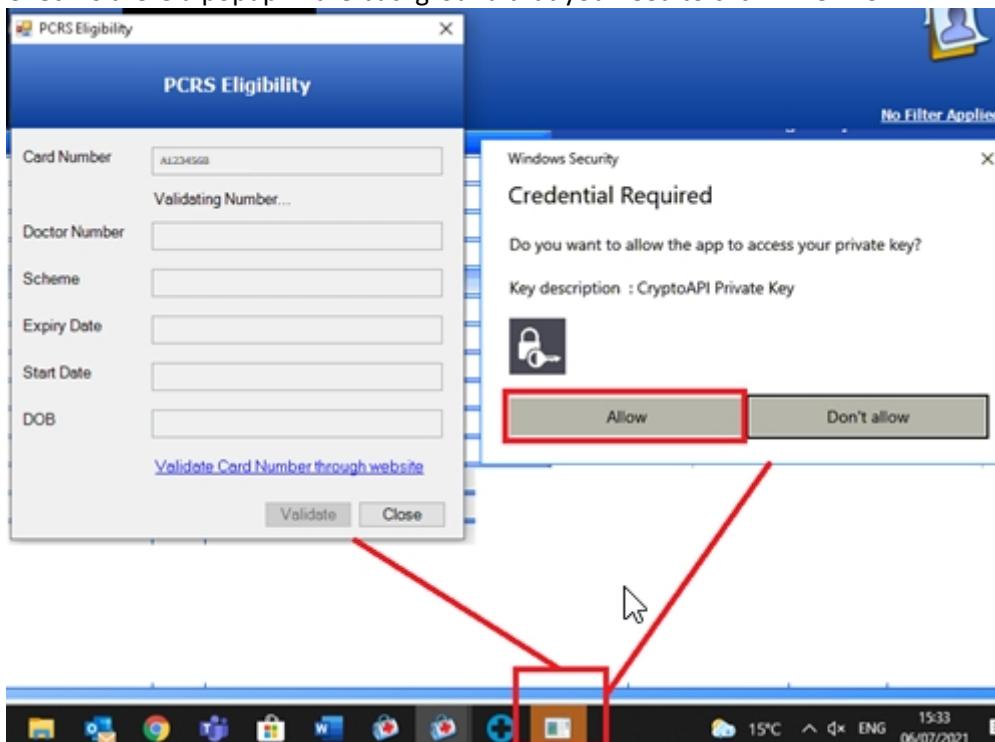 PCRS Eligibility
PCRS Eligibility
No Filter Applie
Card Number
A123456B
Validating Number...
Doctor Number
Scheme
Expiry Date
Start Date
DOB
Validate Card Number through website
Validate
Close
Windows Security
Credential Required
Do you want to allow the app to access your private key?
Key description : CryptoAPI Private Key
Allow
Don't allow
15°C
ENG
15:33
06/07/2021